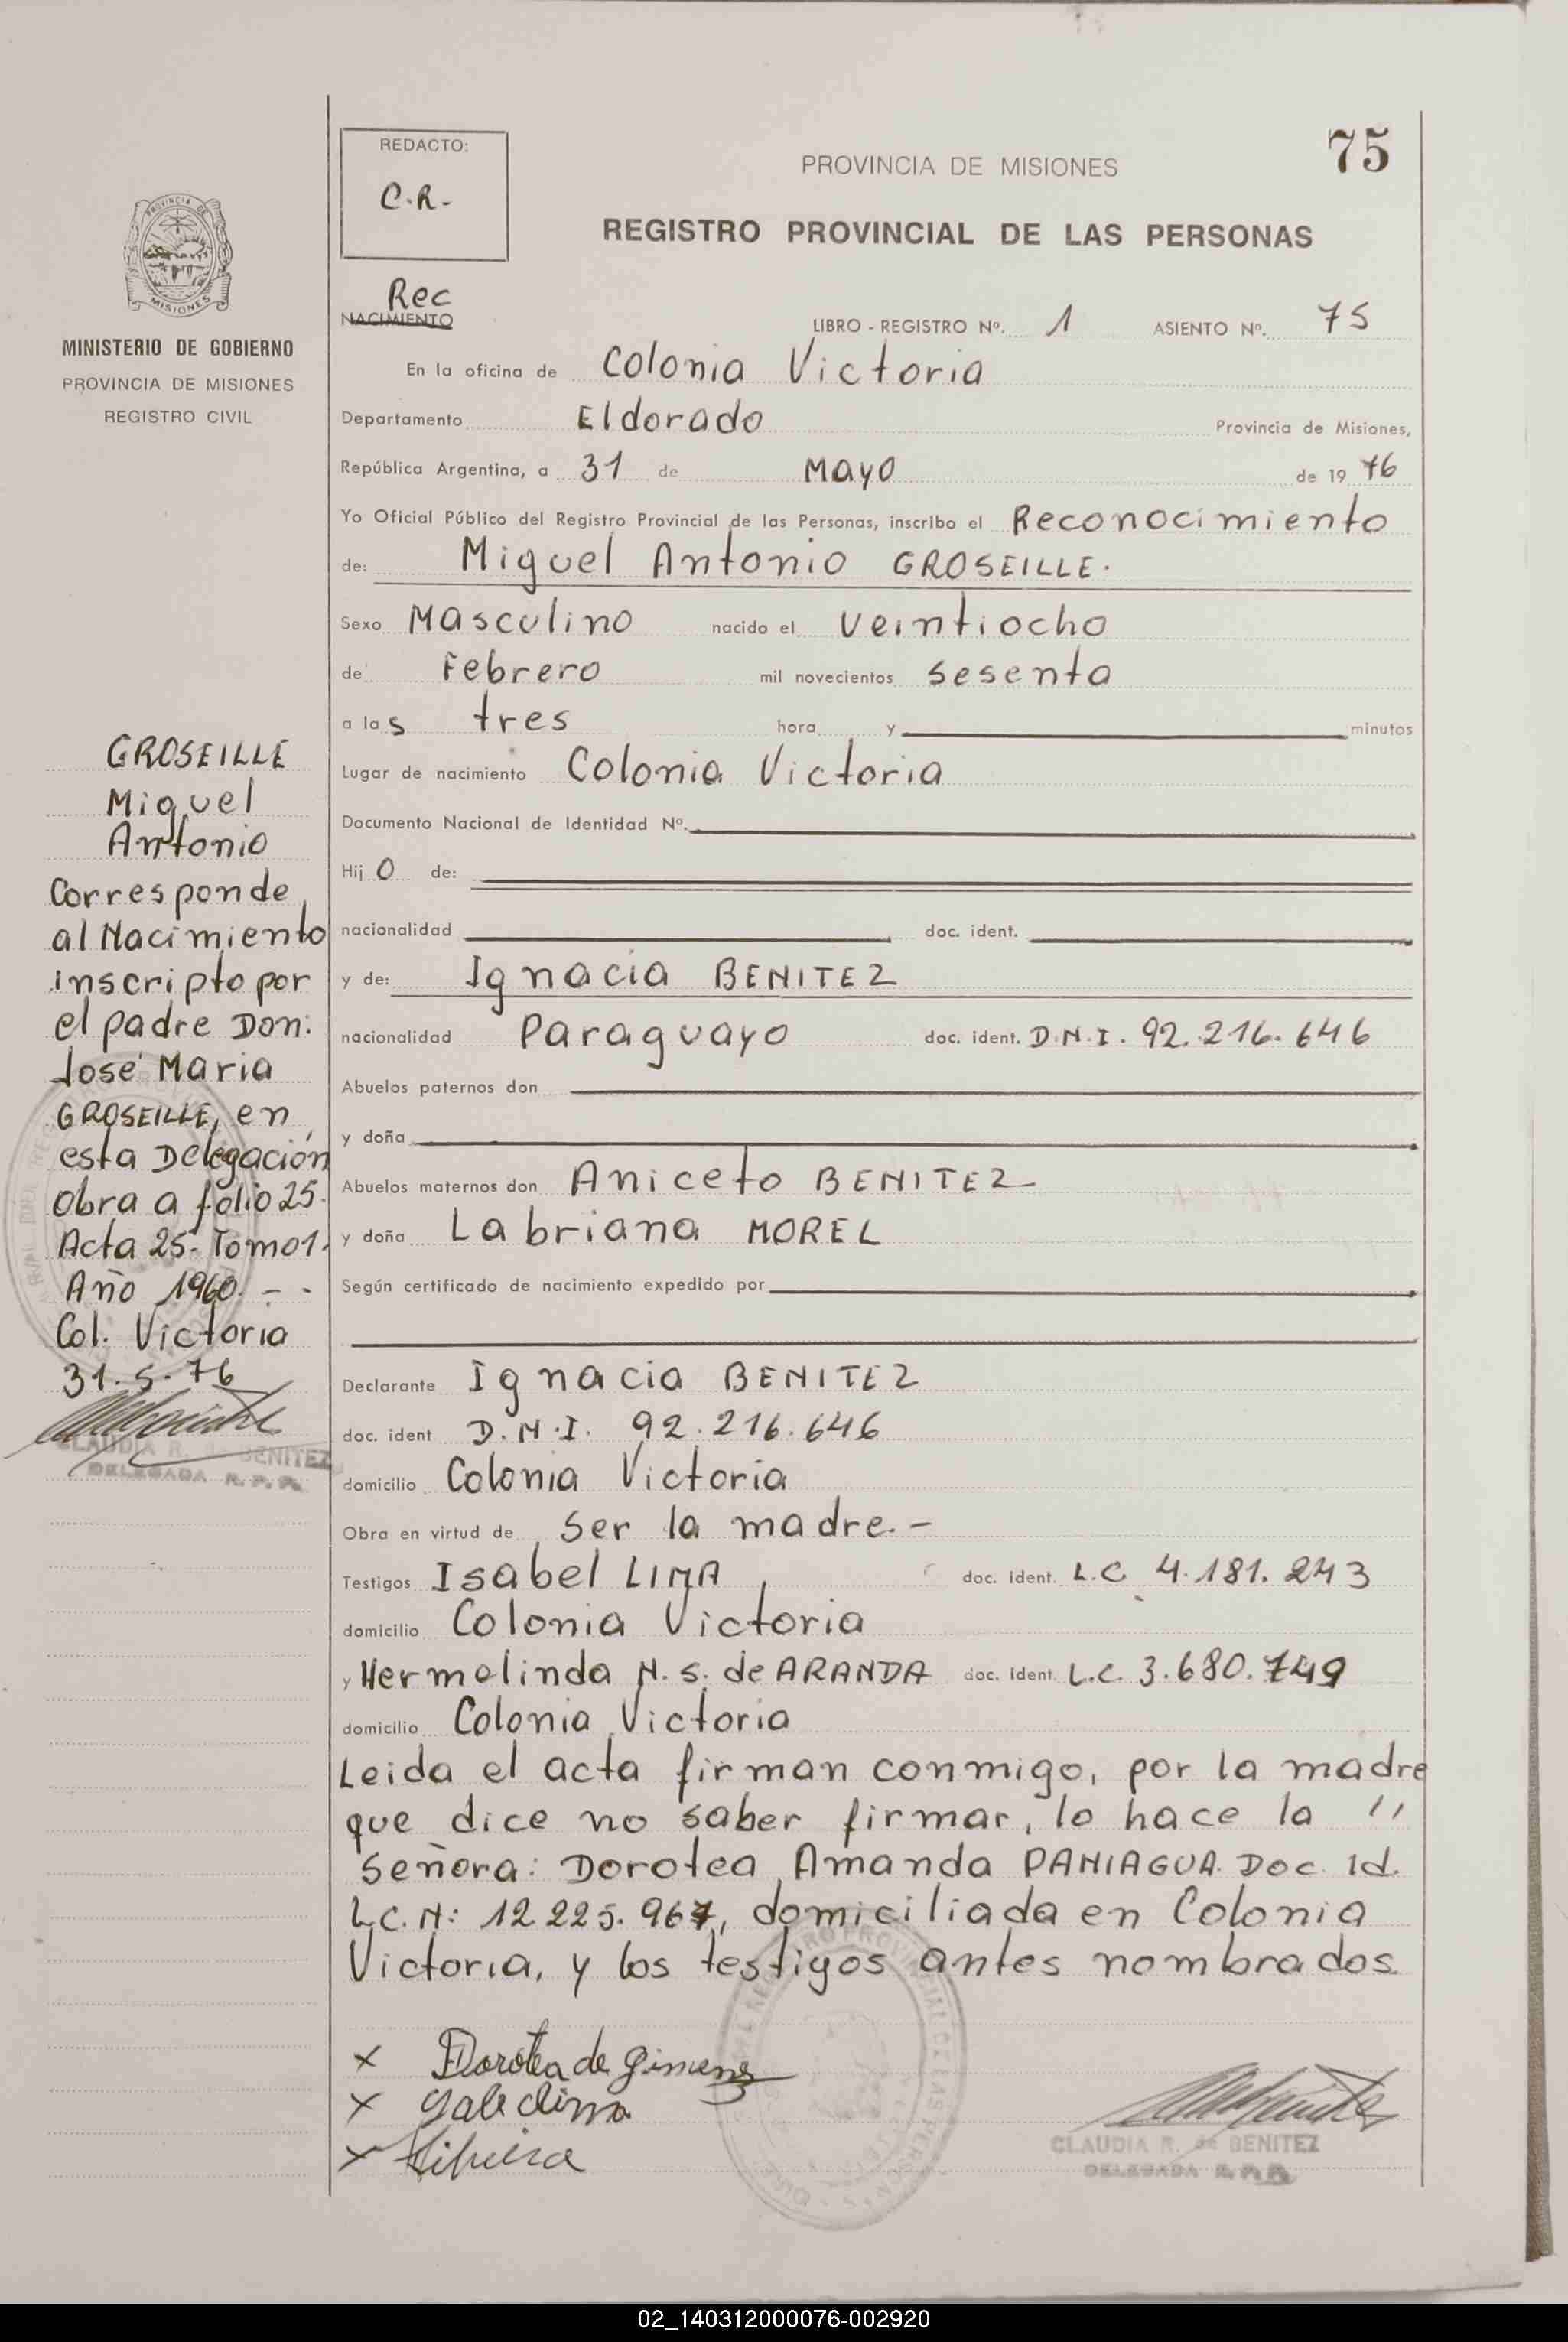 75
REDACTO:
C.R.-
PROVINCIA DE MISIONES
REGISTRO PROVINCIAL DE LAS PERSONAS
PROVINCIA DE
MISIONES
MINISTERIO DE GOBIERNO
PROVINCIA DE MISIONES
REGISTRO CIVIL
Rec
NACIMIENTO
LIBRO - REGISTRO Nº. 1 ASIENTO Nº. 75
En la oficina de Colonia Victoria
Departamento Eldorado Provincia de Misiones,
República Argentina, a 31 de Mayo de 19 76
Yo Oficial Público del Registro Provincial de las Personas, inscribo el Reconocimiento
de: Miguel Antonio GROSEILLE.
Sexo Masculino nacido el veintiocho
de Febrero mil novecientos sesenta
a las tres hora y minutos
Lugar de nacimiento Colonia Victoria
Documento Nacional de Identidad Nº.
Hijo de:
nacionalidad doc. ident.
y de: Ignacia BENITEZ
nacionalidad Paraguayo doc. ident. D.N.I. 92.216.646
Abuelos paternos don
y doña
Abuelos maternos don Aniceto BENITEZ
y doña Labriana MOREL
Según certificado de nacimiento expedido por
Declarante Ignacia BENITEZ
doc. ident D.N.I. 92.216.646
domicilio Colonia Victoria
Obra en virtud de ser la madre.-
Testigos Isabel LIMA doc. ident. L.C. 4.181.243
domicilio Colonia Victoria
y Hermelinda N. S. de ARANDA doc. ident. L.C. 3.680.749
domicilio Colonia Victoria
Leida el acta firman conmigo, por la madre
que dice no saber firmar, lo hace la "
Señora: Dorotea Amanda PANIAGUA. Doc. Id.
L.C.N: 12.225.967, domiciliada en Colonia
Victoria, y los testigos antes nombrados.
X Dorotea de Gimenez
X
X
CLAUDIA R. de BENITEZ
DELEGADA R.P.P.
GROSEILLE
Miguel
Antonio
Corresponde
al Nacimiento
inscripto por
el padre Don:
José Maria
GROSEILLE, en
esta Delegación
Obra a folio 25.
Acta 25- Tomo 1.
Año 1960. - -
Col. Victoria
31.5.76
CLAUDIA R. de BENITEZ
DELEGADA R.P.P.
02_140312000076-002920